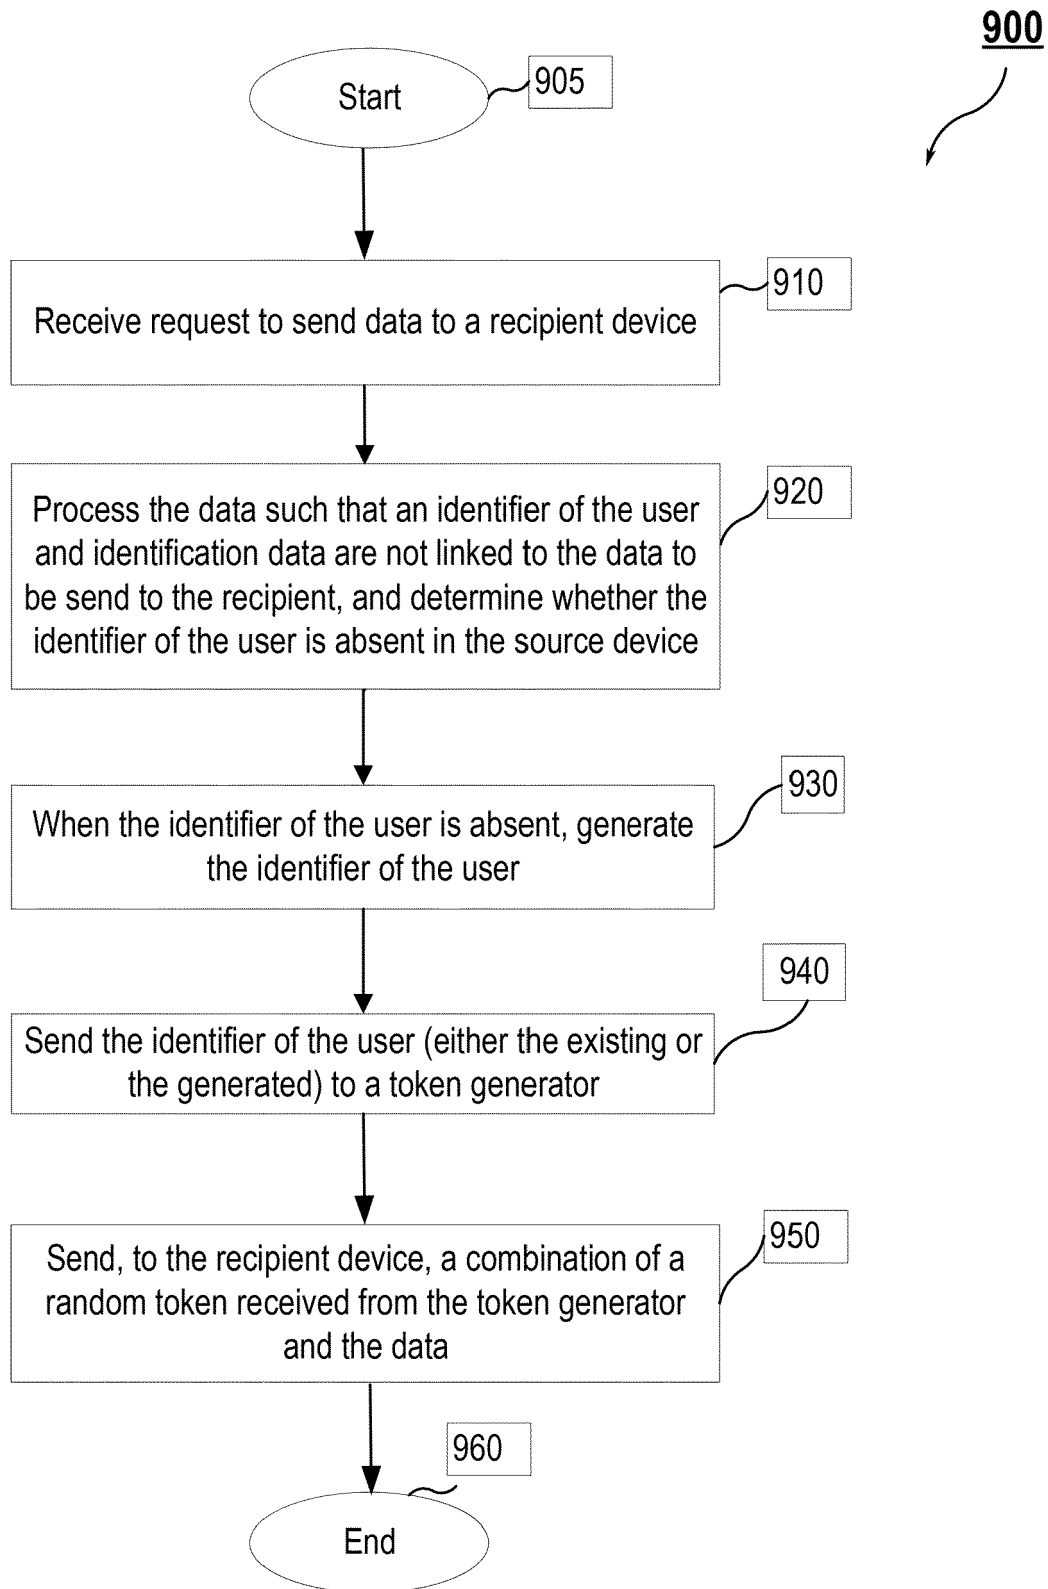 900
Start
905
910
Receive request to send data to a recipient device
920
Process the data such that an identifier of the user
and identification data are not linked to the data to
be send to the recipient, and determine whether the
identifier of the user is absent in the source device
930
When the identifier of the user is absent, generate
the identifier of the user
940
Send the identifier of the user (either the existing or
the generated) to a token generator
950
Send, to the recipient device, a combination of a
random token received from the token generator
and the data
960
End